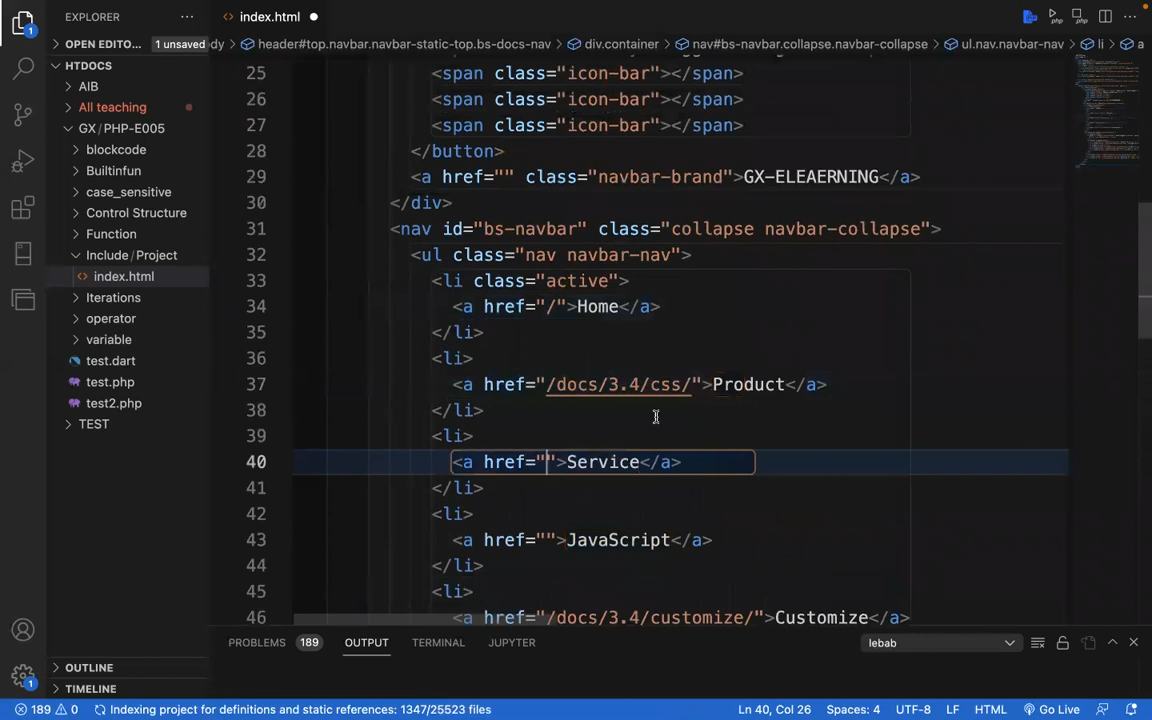 EXPLORER ··· index.html
OPEN EDITO... 1 unsaved dy header#top.navbar.navbar-static-top.bs-docs-nav div.container nav#bs-navbar.collapse.navbar-collapse ul.nav.navbar-nav li a
HTDOCS
AIB
All teaching
GX / PHP-E005
blockcode
Builtinfun
case_sensitive
Control Structure
Function
Include / Project
index.html
Iterations
operator
variable
test.dart
test.php
test2.php
TEST
OUTLINE
TIMELINE
25 <span class="icon-bar"></span>
26 <span class="icon-bar"></span>
27 <span class="icon-bar"></span>
28 </button>
29 <a href="" class="navbar-brand">GX-ELEAERNING</a>
30 </div>
31 <nav id="bs-navbar" class="collapse navbar-collapse">
32 <ul class="nav navbar-nav">
33 <li class="active">
34 <a href="/">Home</a>
35 </li>
36 <li>
37 <a href="/docs/3.4/css/">Product</a>
38 </li>
39 <li>
40 <a href="">Service</a>
41 </li>
42 <li>
43 <a href="">JavaScript</a>
44 </li>
45 <li>
46 <a href="/docs/3.4/customize/">Customize</a>
PROBLEMS 189 OUTPUT TERMINAL JUPYTER lebab
189 0 Indexing project for definitions and static references: 1347/25523 files Ln 40, Col 26 Spaces: 4 UTF-8 LF HTML Go Live